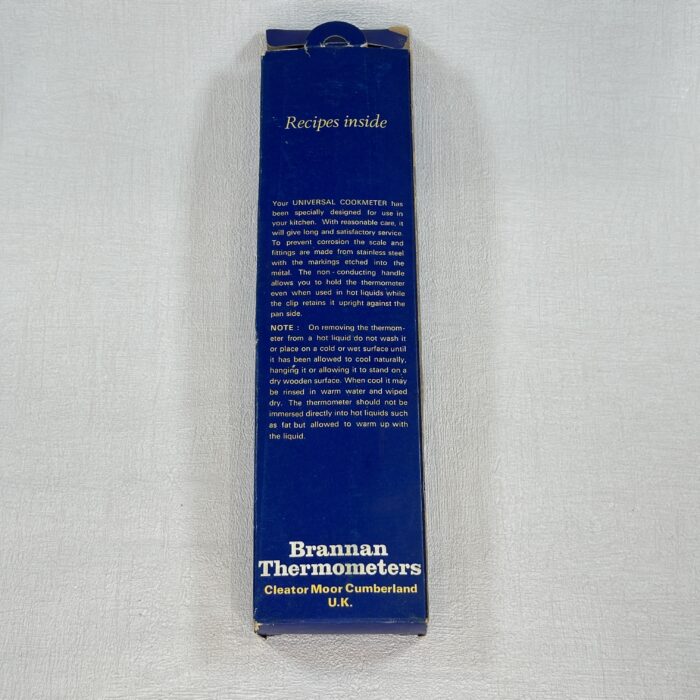 Recipes inside
Your UNIVERSAL COOKMETER has
been specially designed for use in
your kitchen. With reasonable care, it
will give long and satisfactory service.
To prevent corrosion the scale and
fittings are made from stainless steel
with the markings etched into the
metal. The non-conducting handle
allows you to hold the thermometer
even when used in hot liquids while
the clip retains it upright against the
pan side.
NOTE : On removing the thermom-
eter from a hot liquid do not wash it
or place on a cold or wet surface until
it has been allowed to cool naturally,
hanging it or allowing it to stand on a
dry wooden surface. When cool it may
be rinsed in warm water and wiped
dry. The thermometer should not be
immersed directly into hot liquids such
as fat but allowed to warm up with
the liquid.
Brannan
Thermometers
Cleator Moor Cumberland
U.K.